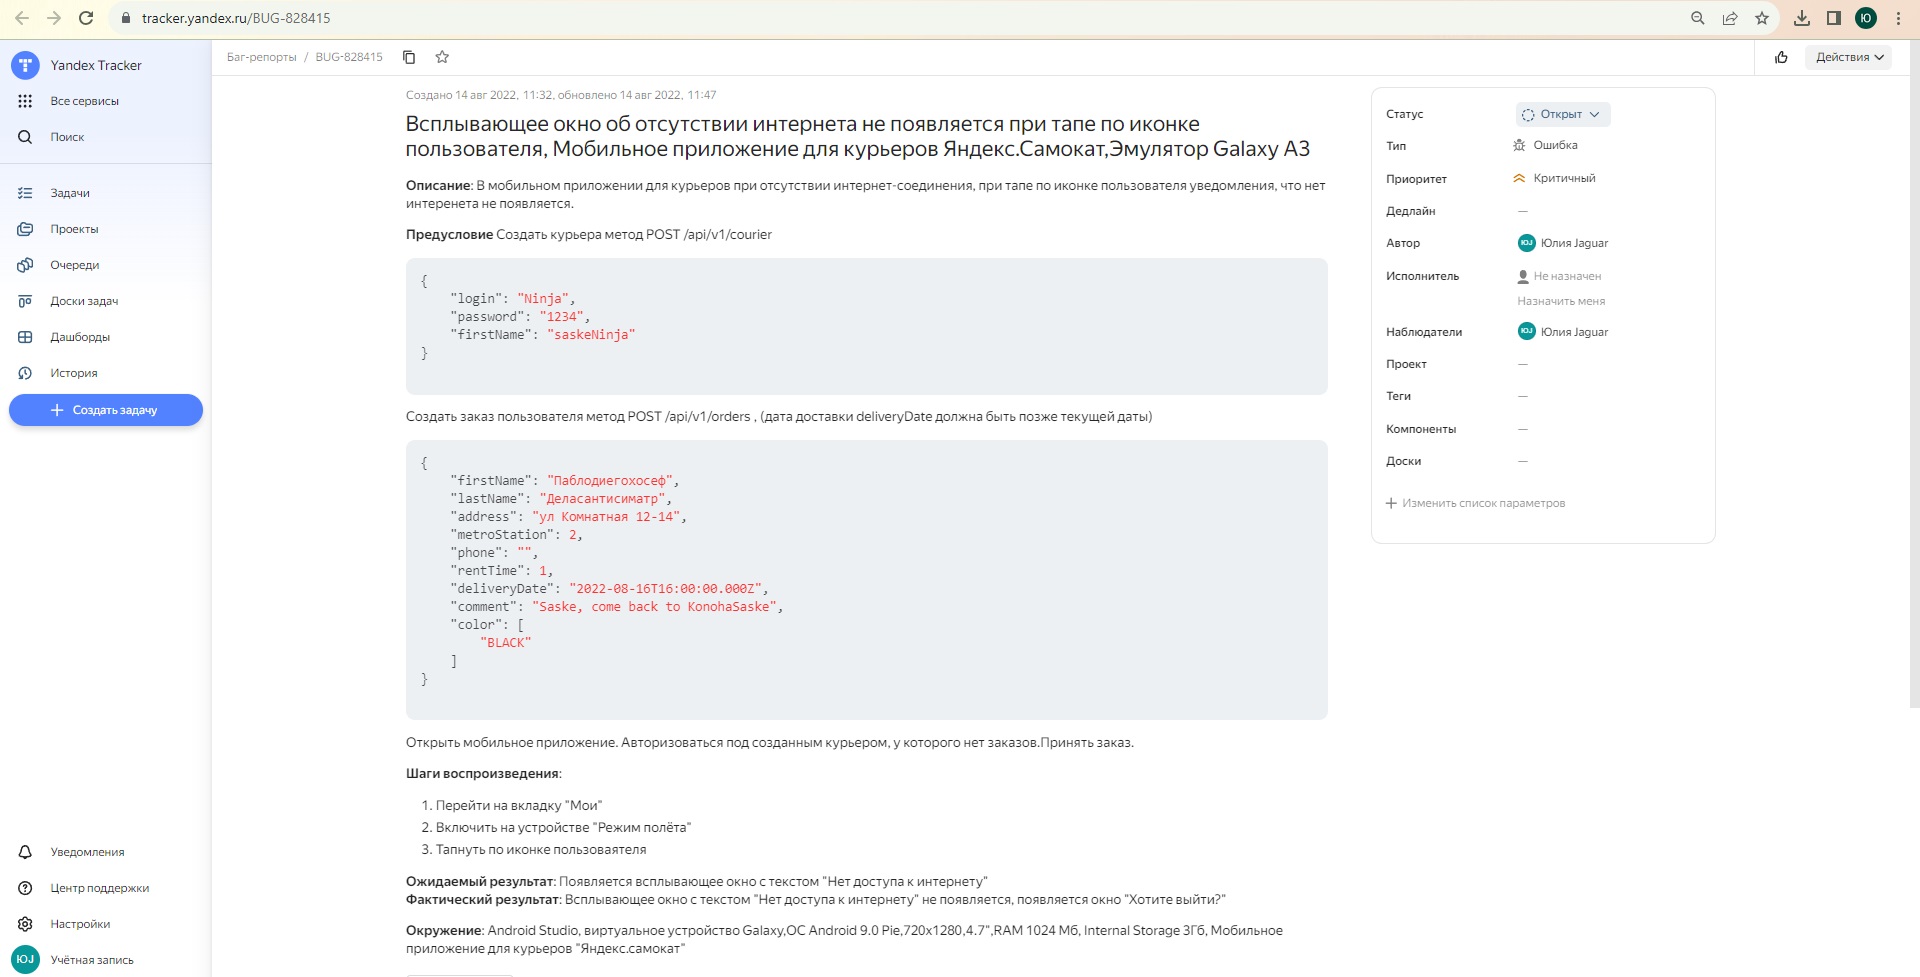 tracker.yandex.ru/BUG-828415
Ю
Yandex Tracker
Все сервисы
Поиск
Задачи
Проекты
Очереди
Доски задач
Дашборды
История
Создать задачу
Уведомления
Центр поддержки
Настройки
ЮJ Учётная запись
Баг-репорты / BUG-828415
Действия
Создано 14 авг 2022, 11:32, обновлено 14 авг 2022, 11:47
Всплывающее окно об отсутствии интернета не появляется при тапе по иконке
пользователя, Мобильное приложение для курьеров Яндекс.Самокат,Эмулятор Galaxy A3
Описание: В мобильном приложении для курьеров при отсутствии интернет-соединения, при тапе по иконке пользователя уведомления, что нет
интеренета не появляется.
Предусловие Создать курьера метод POST /api/v1/courier
{
"login": "Ninja",
"password": "1234",
"firstName": "saskeNinja"
}
Создать заказ пользователя метод POST /api/v1/orders , (дата доставки deliveryDate должна быть позже текущей даты)
{
"firstName": "Паблодиегохосеф",
"lastName": "Деласантисиматр",
"address": "ул Комнатная 12-14",
"metroStation": 2,
"phone": "",
"rentTime": 1,
"deliveryDate": "2022-08-16T16:00:00.000Z",
"comment": "Saske, come back to KonohaSaske",
"color": [
"BLACK"
]
}
Открыть мобильное приложение. Авторизоваться под созданным курьером, у которого нет заказов.Принять заказ.
Шаги воспроизведения:
1. Перейти на вкладку "Мои"
2. Включить на устройстве "Режим полёта"
3. Тапнуть по иконке пользоваятеля
Ожидаемый результат: Появляется всплывающее окно с текстом "Нет доступа к интернету"
Фактический результат: Всплывающее окно с текстом "Нет доступа к интернету" не появляется, появляется окно "Хотите выйти?"
Окружение: Android Studio, виртуальное устройство Galaxy,ОС Android 9.0 Pie,720x1280,4.7",RAM 1024 Мб, Internal Storage 3Гб, Мобильное
приложение для курьеров "Яндекс.самокат"
Статус Открыт
Тип Ошибка
Приоритет Критичный
Дедлайн —
Автор ЮJ Юлия Jaguar
Исполнитель Не назначен
Назначить меня
Наблюдатели ЮJ Юлия Jaguar
Проект —
Теги —
Компоненты —
Доски —
Изменить список параметров